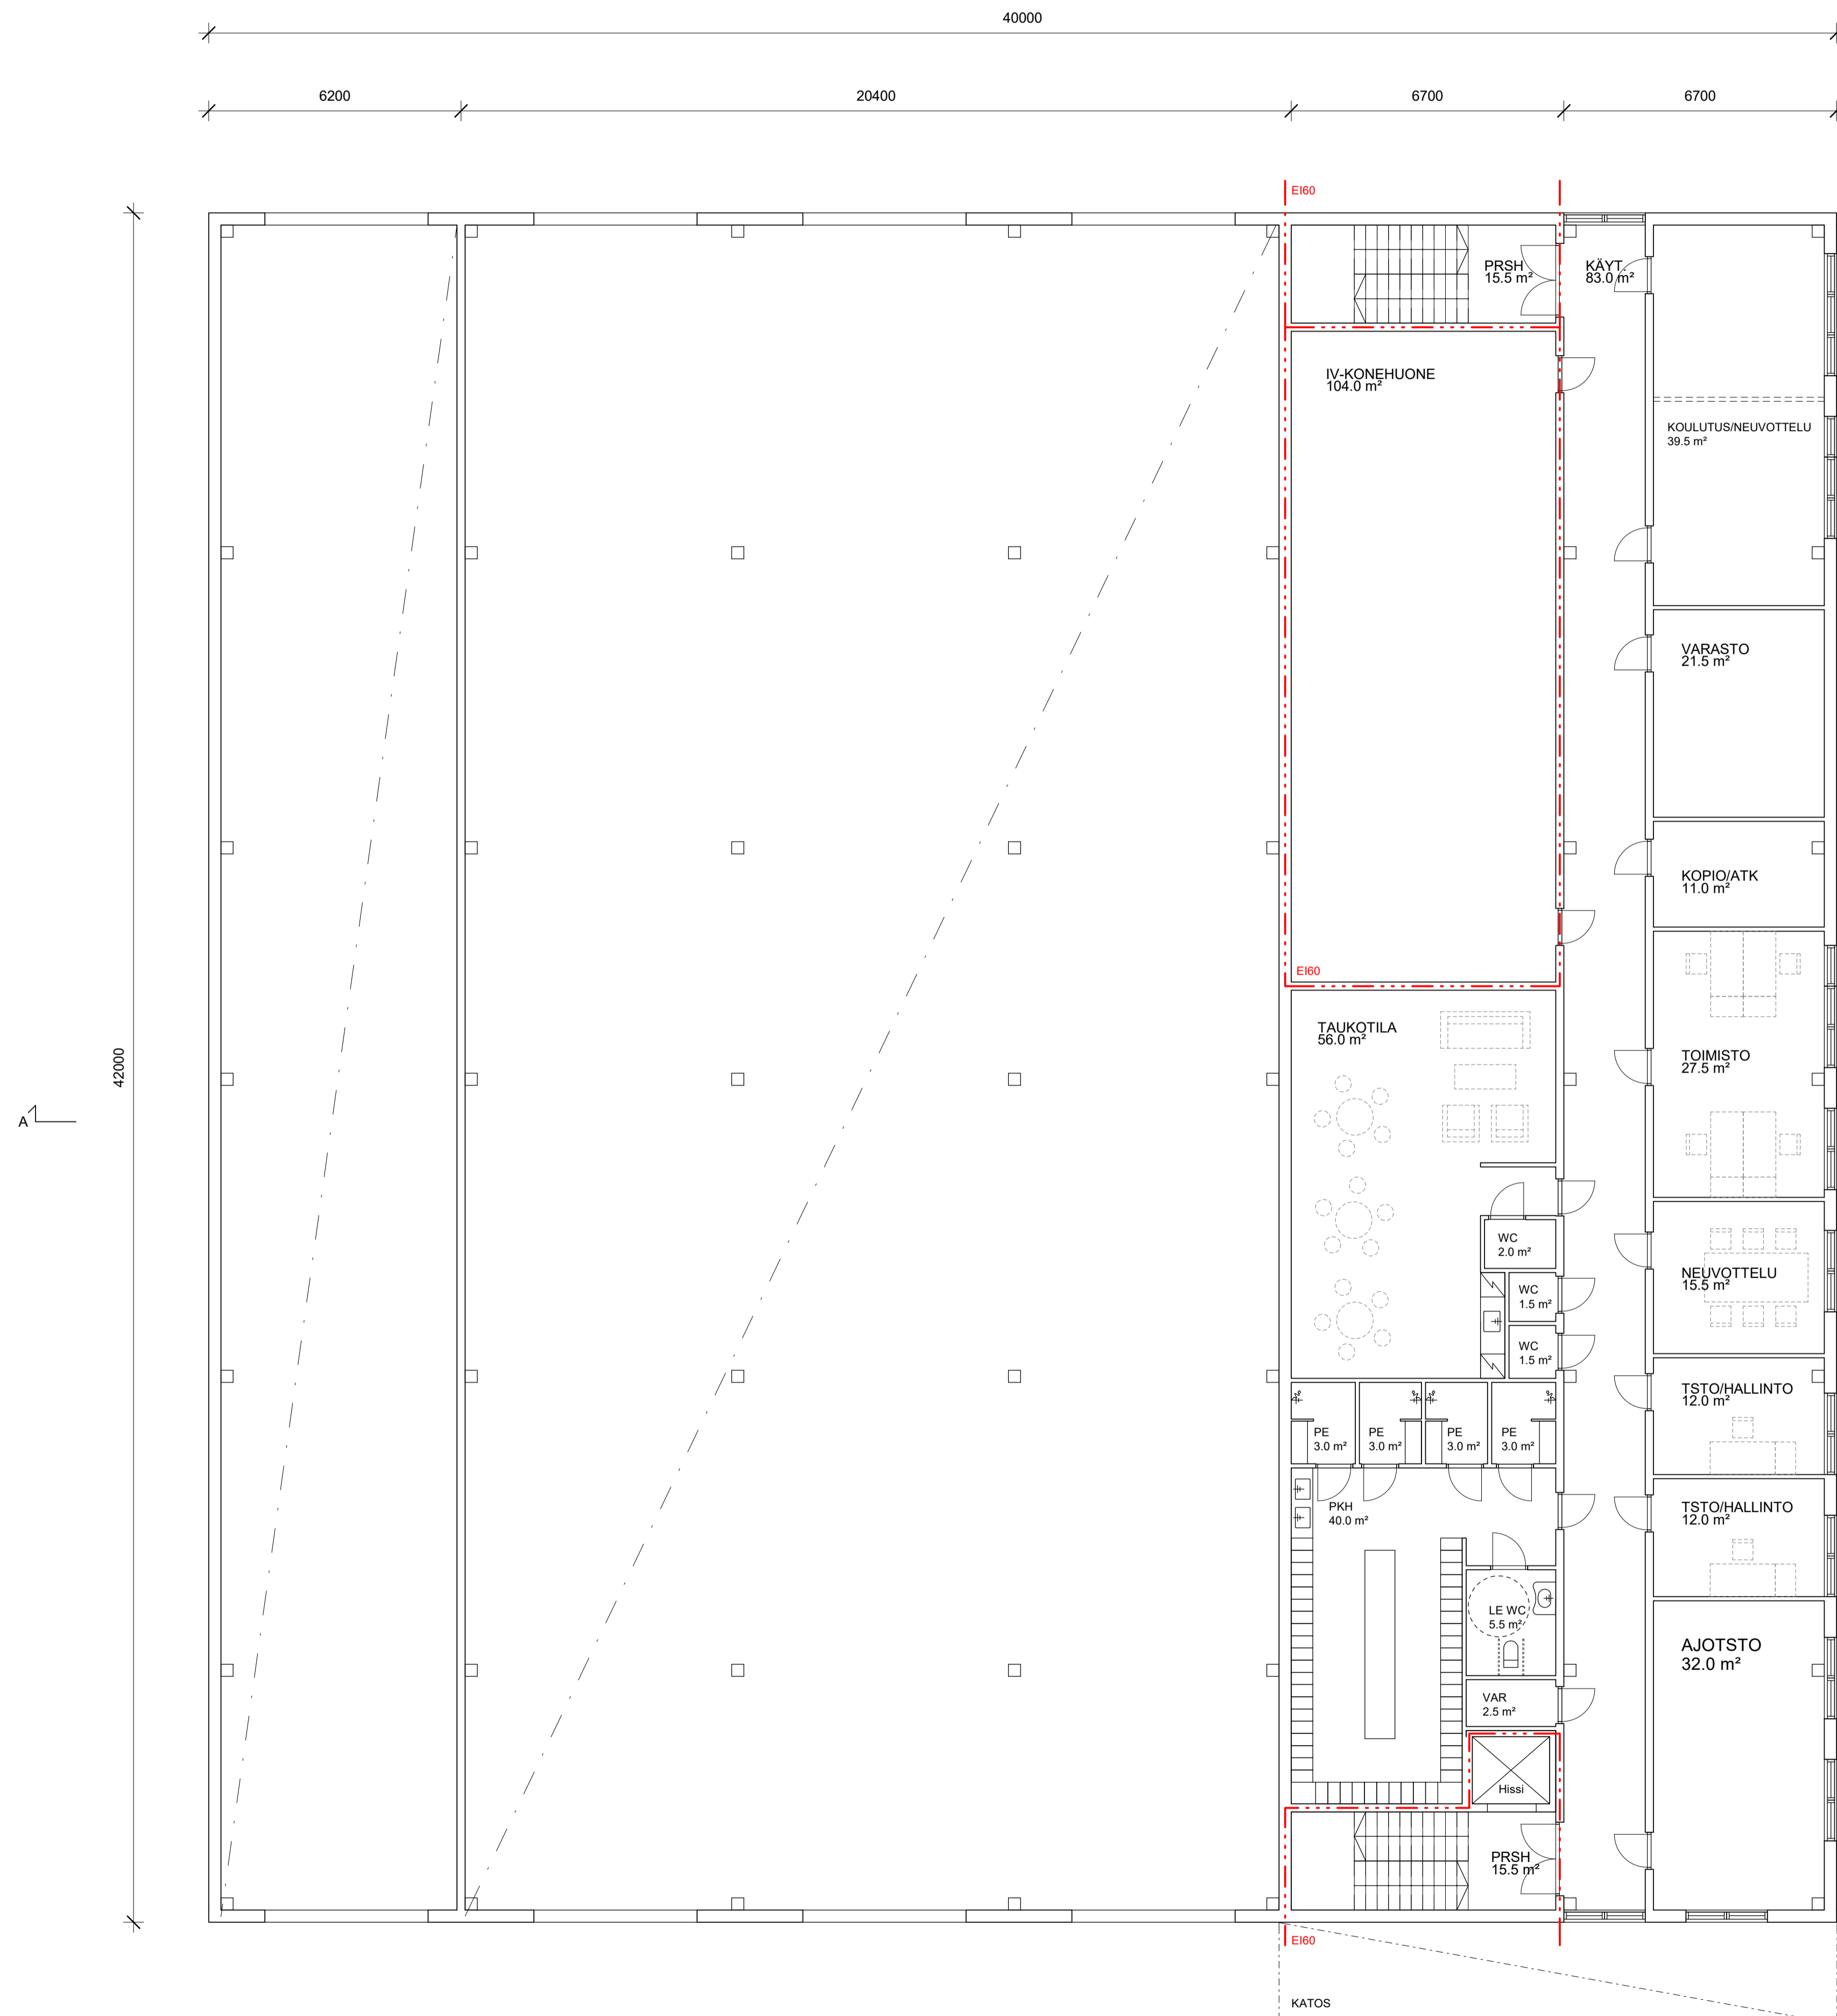 40000
6200
20400
6700
6700
EI60
PRSH
15.5 m²
KÄYT.
83.0 m²
IV-KONEHUONE
104.0 m²
KOULUTUS/NEUVOTTELU
39.5 m²
VARASTO
21.5 m²
KOPIO/ATK
11.0 m²
EI60
TAUKOTILA
56.0 m²
TOIMISTO
27.5 m²
42000
A
WC
2.0 m²
NEUVOTTELU
15.5 m²
WC
1.5 m²
WC
1.5 m²
TSTO/HALLINTO
12.0 m²
PE
3.0 m²
PE
3.0 m²
PE
3.0 m²
PE
3.0 m²
PKH
40.0 m²
TSTO/HALLINTO
12.0 m²
LE WC
5.5 m²
AJOTSTO
32.0 m²
VAR
2.5 m²
Hissi
PRSH
15.5 m²
EI60
KATOS